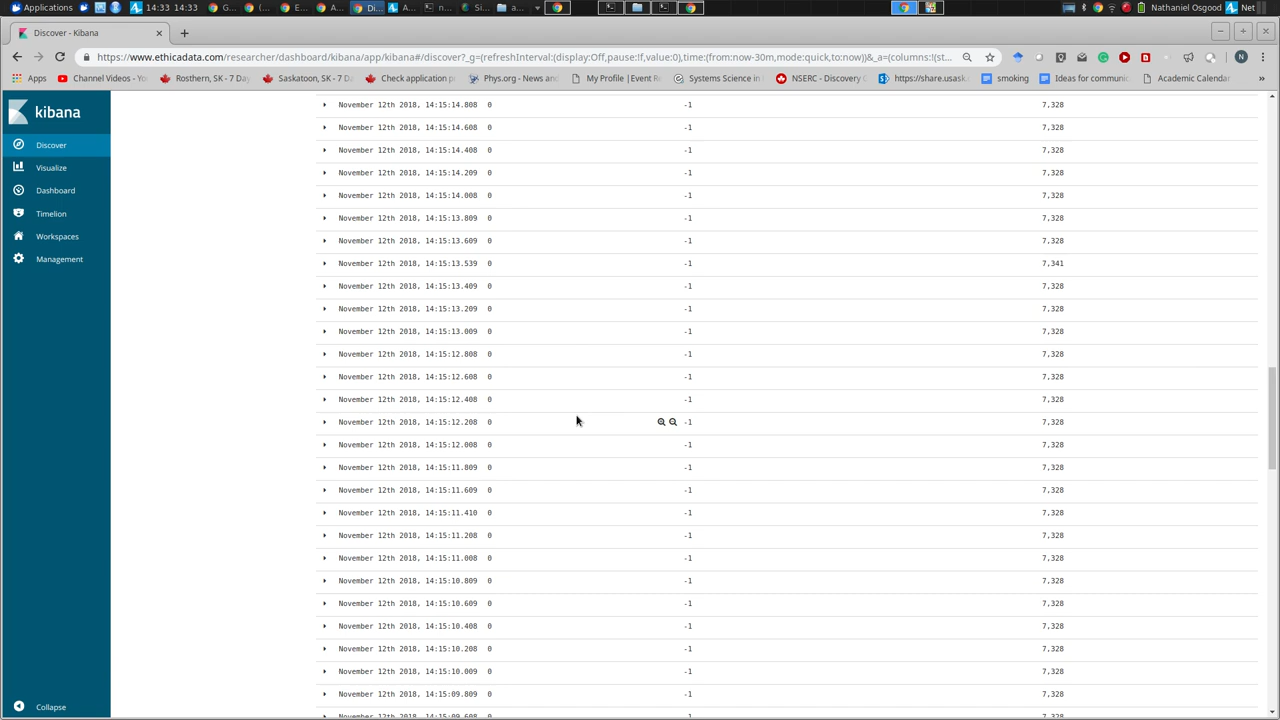 Applications 14:33 14:33 G... (... E... A... Di... A... n... Si... a... Nathaniel Osgood Net
Discover - Kibana
https://www.ethicadata.com/researcher/dashboard/kibana/app/kibana#/discover?_g=(refreshInterval:(display:Off,pause:!f,value:0),time:(from:now-30m,mode:quick,to:now))&_a=(columns:!(st...
Apps Channel Videos - Yo Rosthern, SK - 7 Day Saskatoon, SK - 7 D Check application p Phys.org - News and My Profile |Event R Systems Science in NSERC - Discovery G https://share.usask. smoking Ideas for communic Academic Calendar »
kibana
Discover
Visualize
Dashboard
Timelion
Workspaces
Management
Collapse
November 12th 2018, 14:15:14.808 0 -1 7,328
November 12th 2018, 14:15:14.608 0 -1 7,328
November 12th 2018, 14:15:14.408 0 -1 7,328
November 12th 2018, 14:15:14.209 0 -1 7,328
November 12th 2018, 14:15:14.008 0 -1 7,328
November 12th 2018, 14:15:13.809 0 -1 7,328
November 12th 2018, 14:15:13.609 0 -1 7,328
November 12th 2018, 14:15:13.539 0 -1 7,341
November 12th 2018, 14:15:13.409 0 -1 7,328
November 12th 2018, 14:15:13.209 0 -1 7,328
November 12th 2018, 14:15:13.009 0 -1 7,328
November 12th 2018, 14:15:12.808 0 -1 7,328
November 12th 2018, 14:15:12.608 0 -1 7,328
November 12th 2018, 14:15:12.408 0 -1 7,328
November 12th 2018, 14:15:12.208 0 -1 7,328
November 12th 2018, 14:15:12.008 0 -1 7,328
November 12th 2018, 14:15:11.809 0 -1 7,328
November 12th 2018, 14:15:11.609 0 -1 7,328
November 12th 2018, 14:15:11.410 0 -1 7,328
November 12th 2018, 14:15:11.208 0 -1 7,328
November 12th 2018, 14:15:11.008 0 -1 7,328
November 12th 2018, 14:15:10.809 0 -1 7,328
November 12th 2018, 14:15:10.609 0 -1 7,328
November 12th 2018, 14:15:10.408 0 -1 7,328
November 12th 2018, 14:15:10.208 0 -1 7,328
November 12th 2018, 14:15:10.009 0 -1 7,328
November 12th 2018, 14:15:09.809 0 -1 7,328
November 12th 2018, 14:15:09.608 0 -1 7,328